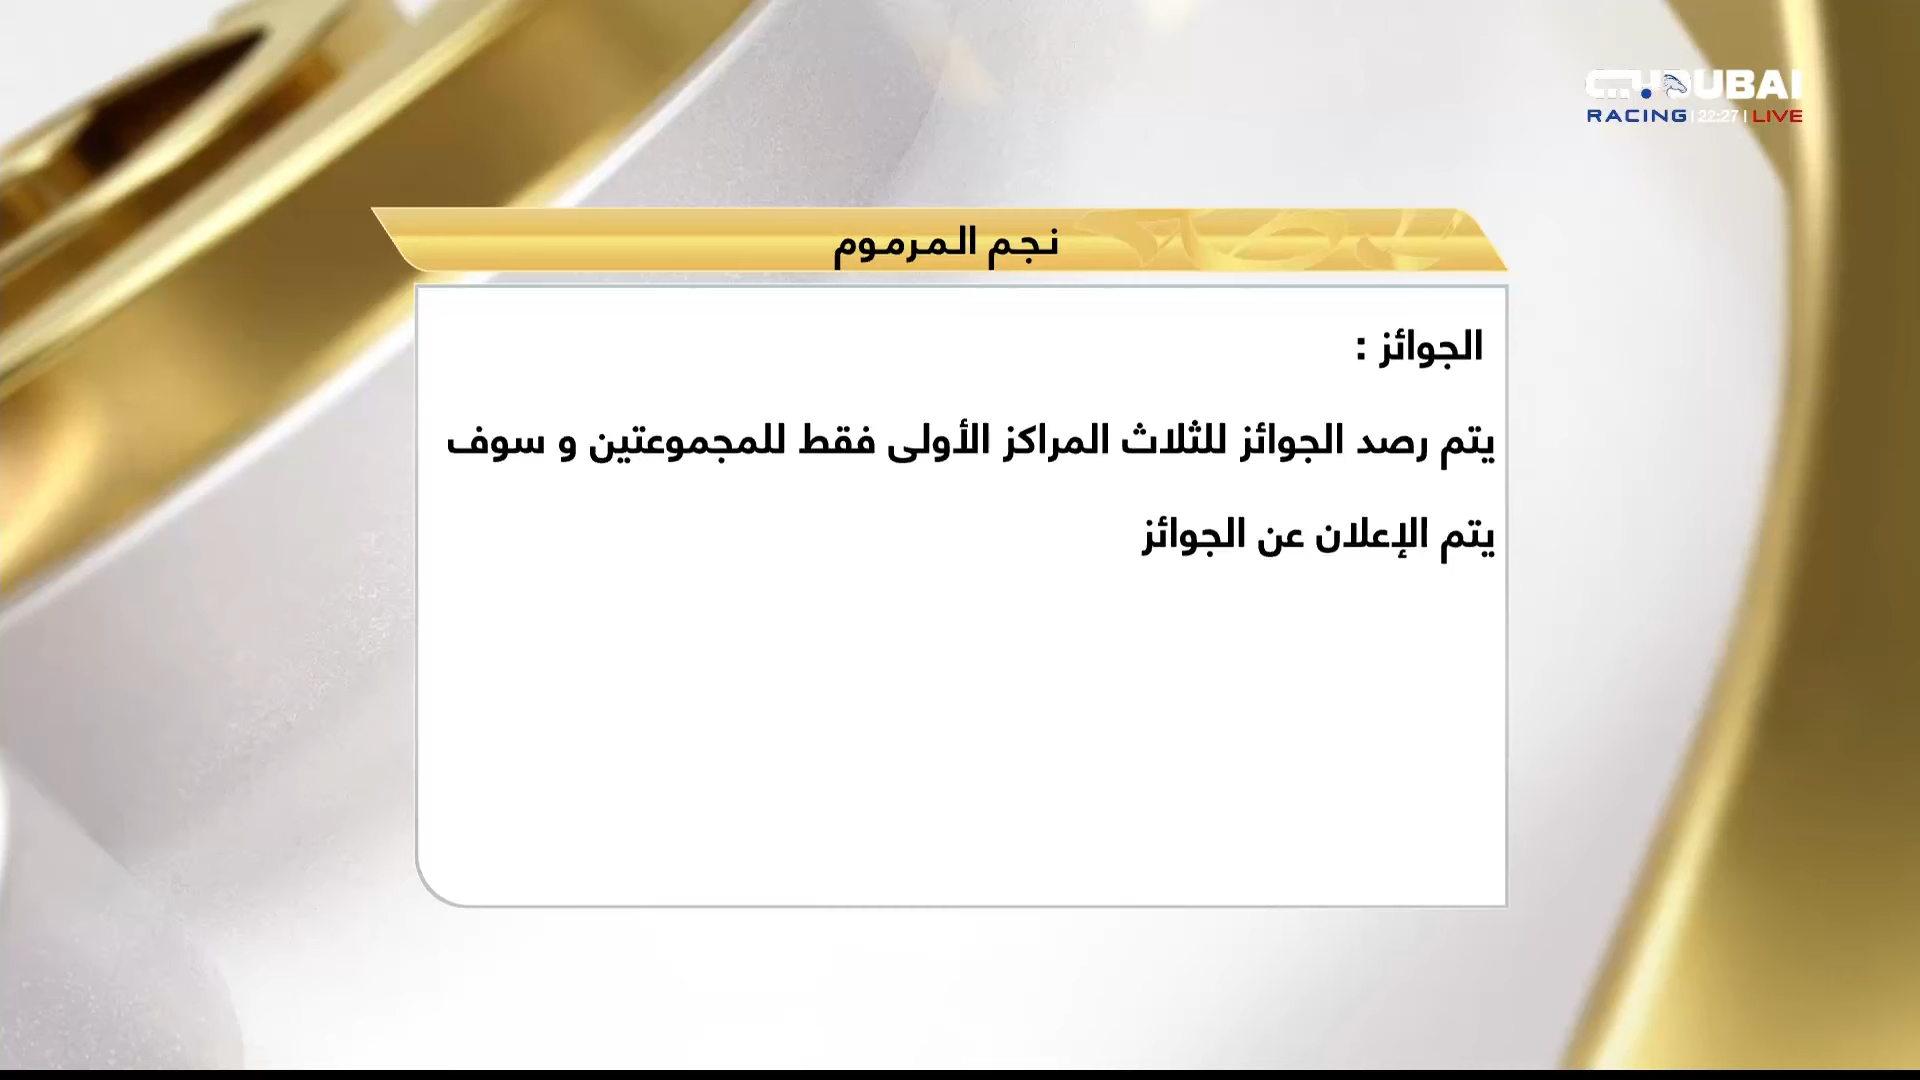 دبي DUBAI
RACING | 22:27 | LIVE
نجم المرموم
الجوائز :
يتم رصد الجوائز للثلاث المراكز الأولى فقط للمجموعتين و سوف
يتم الإعلان عن الجوائز